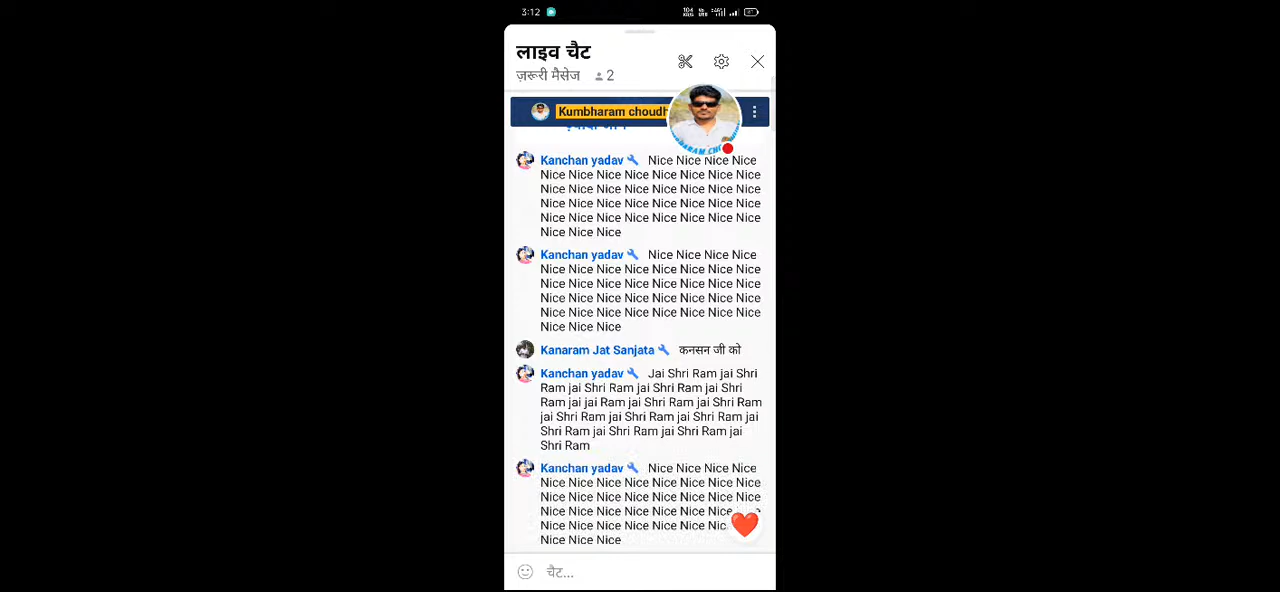 3:12
लाइव चैट
ज़रूरी मैसेज 2
Kumbharam choudh
Kanchan yadav Nice Nice Nice Nice
Nice Nice Nice Nice Nice Nice Nice Nice
Nice Nice Nice Nice Nice Nice Nice Nice
Nice Nice Nice Nice Nice Nice Nice Nice
Nice Nice Nice Nice Nice Nice Nice Nice
Nice Nice Nice
Kanchan yadav Nice Nice Nice Nice
Nice Nice Nice Nice Nice Nice Nice Nice
Nice Nice Nice Nice Nice Nice Nice Nice
Nice Nice Nice Nice Nice Nice Nice Nice
Nice Nice Nice Nice Nice Nice Nice Nice
Nice Nice Nice
Kanaram Jat Sanjata कनसन जी को
Kanchan yadav Jai Shri Ram jai Shri
Ram jai Shri Ram jai Shri Ram jai Shri
Ram jai jai Ram jai Shri Ram jai Shri Ram
jai Shri Ram jai Shri Ram jai Shri Ram jai
Shri Ram jai Shri Ram jai Shri Ram jai
Shri Ram
Kanchan yadav Nice Nice Nice Nice
Nice Nice Nice Nice Nice Nice Nice Nice
Nice Nice Nice Nice Nice Nice Nice Nice
Nice Nice Nice Nice Nice Nice Nice
Nice Nice Nice Nice Nice Nice Nic
Nice Nice Nice
चैट...